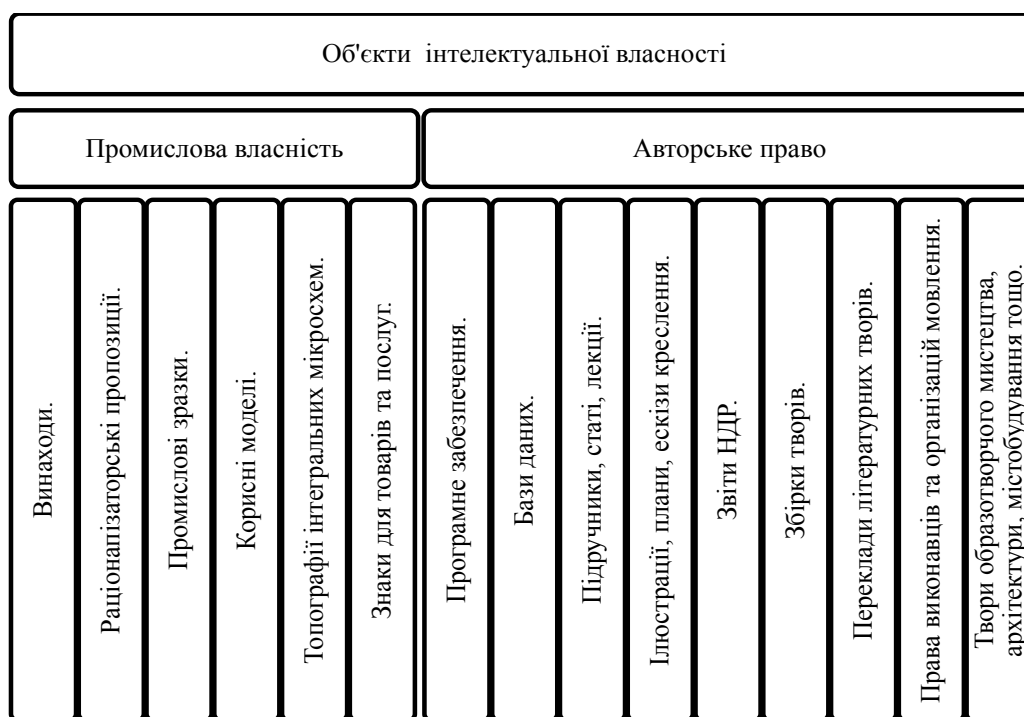 Об'єкти інтелектуальної власності
Промислова власність
Авторське право
Винаходи.
Раціонапізаторські пропозиції.
Промислові зразки.
Корисні моделі.
Топографії інтегральних мікросхем.
Знаки для товарів та послуг.
Програмне забезпечення.
Бази даних.
Підручники, статі, лекції.
Ілюстрації, плани, ескізи креслення.
Звіти НДР.
Збірки творів.
Переклади літературних творів.
Права виконавців та організацій мовлення.
Твори образотворчого мистецтва,
архітектури, містобудування тощо.